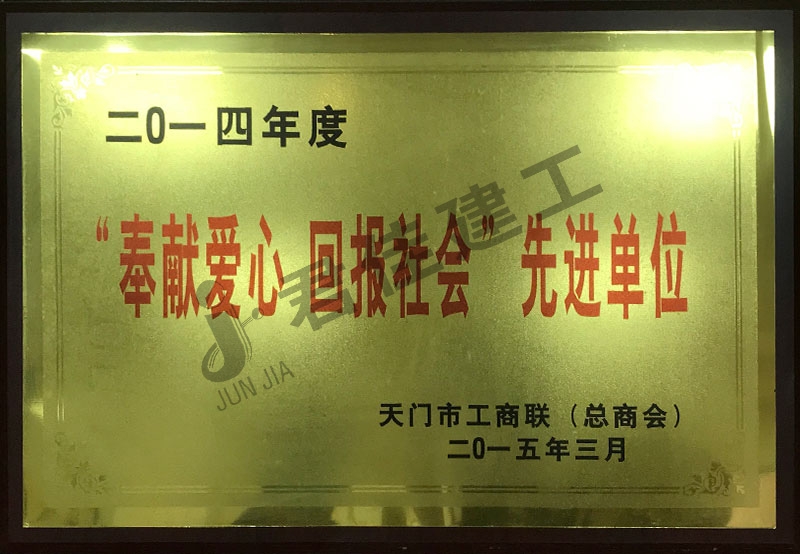 二0一四年度
“奉献爱心 回报社会”先进单位
君佳建工
JUN JIA
天门市工商联（总商会）
二0一五年三月